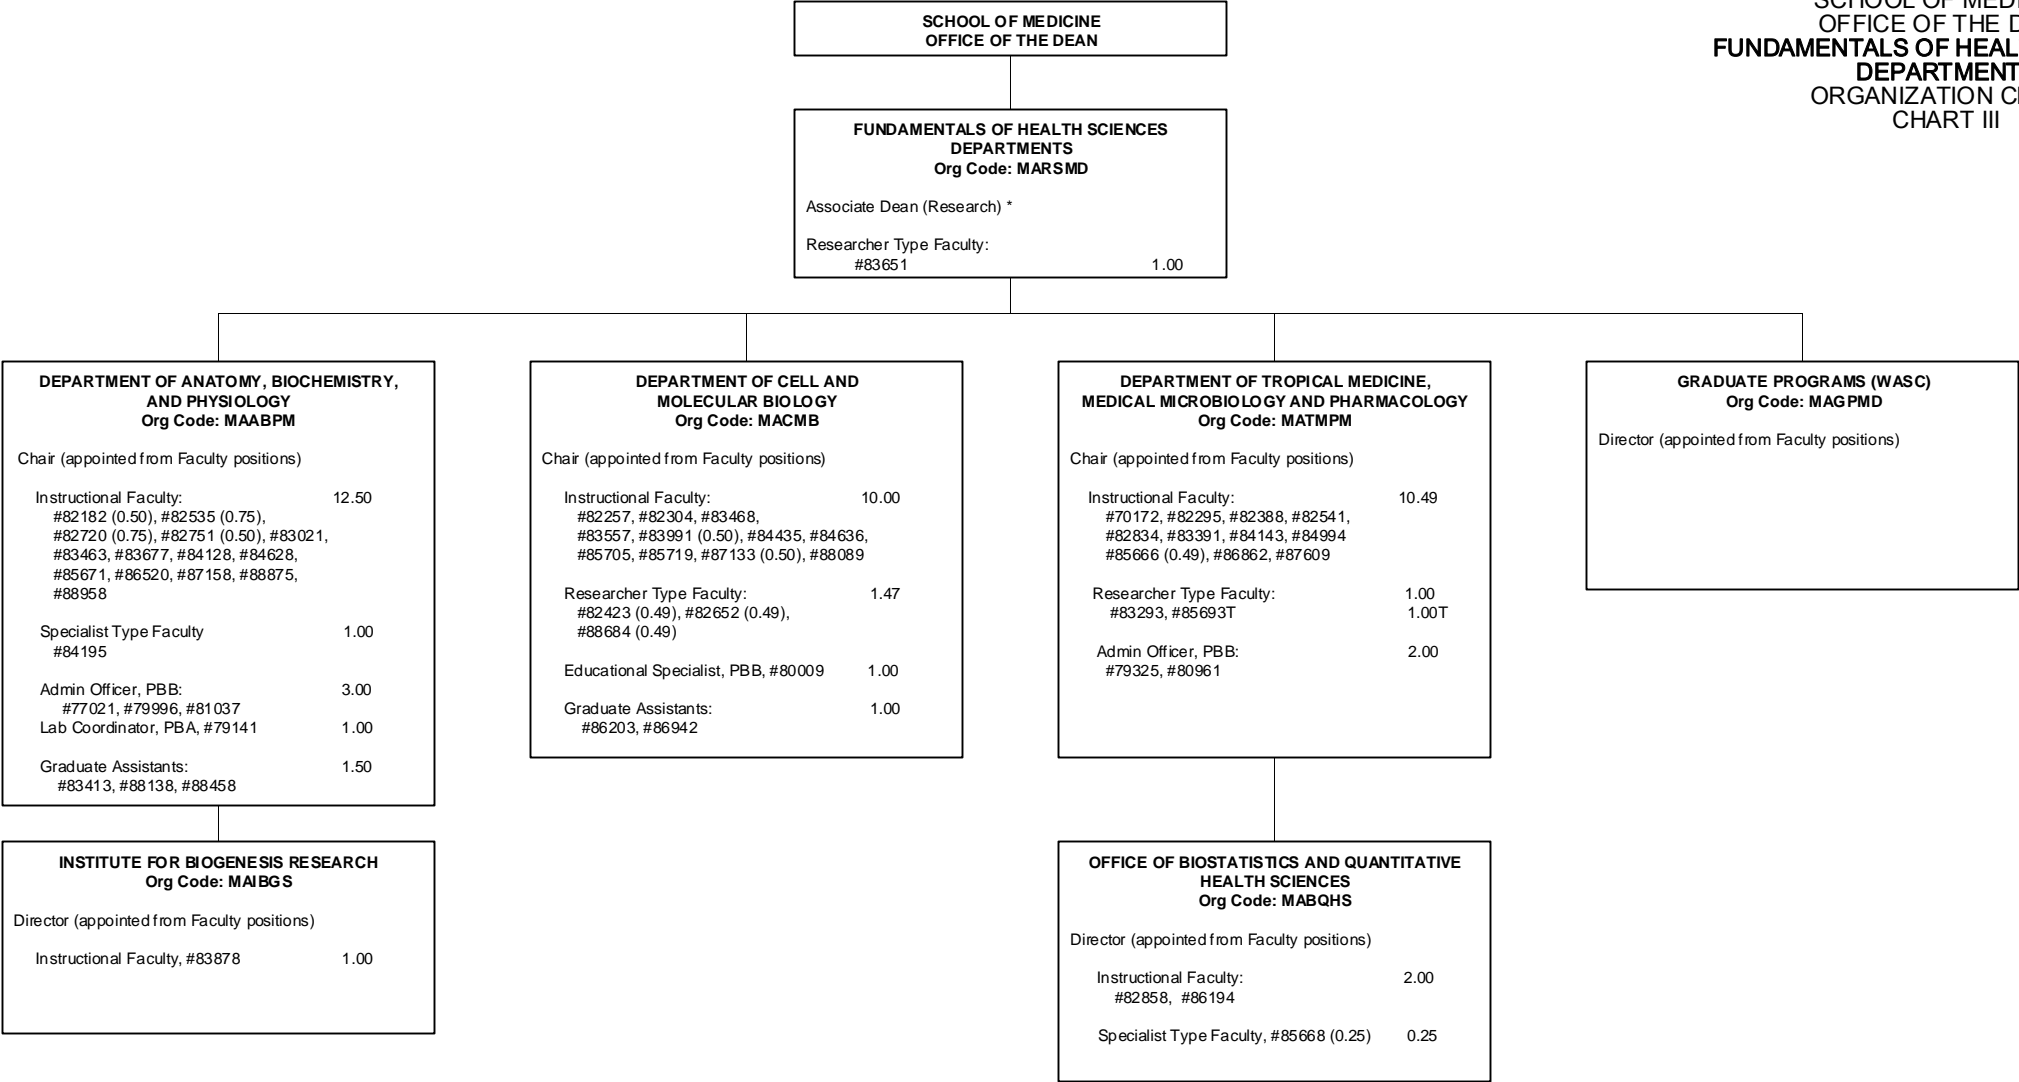 SCHOOL OF MEDICINE
OFFICE OF THE DEAN
OFFICE OF THE
FUNDAMENTALS OF
DEPARTMENT
ORGANIZATION
CHART III
FUNDAMENTALS OF HEALTH SCIENCES
DEPARTMENTS
Org Code: MARSMD
Associate Dean (Research) *
Researcher Type Faculty:
#83651 1.00
DEPARTMENT OF ANATOMY, BIOCHEMISTRY,
AND PHYSIOLOGY
Org Code: MAABPM
Chair (appointed from Faculty positions)
Instructional Faculty: 12.50
#82182 (0.50), #82535 (0.75),
#82720 (0.75), #82751 (0.50), #83021,
#83463, #83677, #84128, #84628,
#85671, #86520, #87158, #88875,
#88958
Specialist Type Faculty 1.00
#84195
Admin Officer, PBB: 3.00
#77021, #79996, #81037
Lab Coordinator, PBA, #79141 1.00
Graduate Assistants: 1.50
#83413, #88138, #88458
DEPARTMENT OF CELL AND
MOLECULAR BIOLOGY
Org Code: MACMB
Chair (appointed from Faculty positions)
Instructional Faculty: 10.00
#82257, #82304, #83468,
#83557, #83991 (0.50), #84435, #84636,
#85705, #85719, #87133 (0.50), #88089
Researcher Type Faculty: 1.47
#82423 (0.49), #82652 (0.49),
#88684 (0.49)
Educational Specialist, PBB, #80009 1.00
Graduate Assistants: 1.00
#86203, #86942
DEPARTMENT OF TROPICAL MEDICINE,
MEDICAL MICROBIOLOGY AND PHARMACOLOGY
Org Code: MATMPM
Chair (appointed from Faculty positions)
Instructional Faculty: 10.49
#70172, #82295, #82388, #82541,
#82834, #83391, #84143, #84994
#85666 (0.49), #86862, #87609
Researcher Type Faculty: 1.00
#83293, #85693T 1.00T
Admin Officer, PBB: 2.00
#79325, #80961
GRADUATE PROGRAMS (WASC)
Org Code: MAGPMD
Director (appointed from Faculty positions)
INSTITUTE FOR BIOGENESIS RESEARCH
Org Code: MAIBGS
Director (appointed from Faculty positions)
Instructional Faculty, #83878 1.00
OFFICE OF BIOSTATISTICS AND QUANTITATIVE
HEALTH SCIENCES
Org Code: MABQHS
Director (appointed from Faculty positions)
Instructional Faculty: 2.00
#82858, #86194
Specialist Type Faculty, #85668 (0.25) 0.25